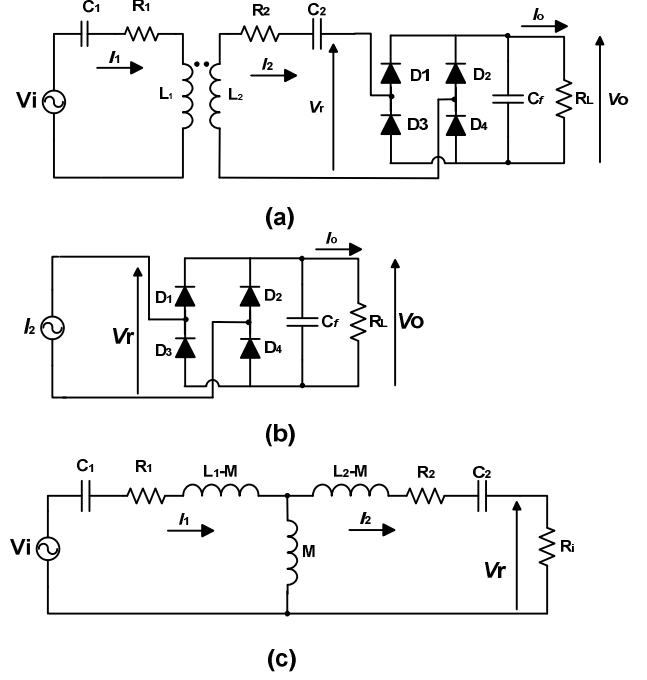 C1 R1 R2 C2 Io
I1 I2
Vi L1 L2 Vr D1 D2 Cf RL Vo
D3 D4
(a)
Io
I2 Vr D1 D2 Cf RL Vo
D3 D4
(b)
C1 R1 L1-M L2-M R2 C2
I1 I2
Vi M Vr Ri
(c)